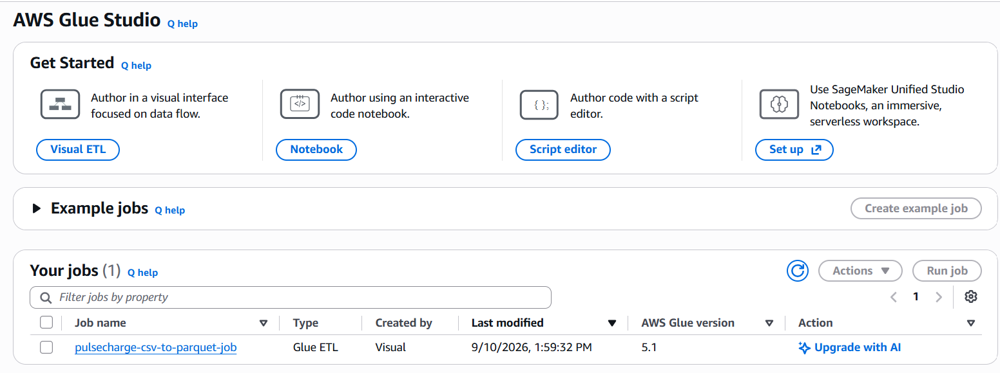 AWS Glue Studio Q help
Get Started Q help
Author in a visual interface
focused on data flow.
Visual ETL
</>
Author using an interactive
code notebook.
Notebook
{ };
Author code with a script
editor.
Script editor
Use SageMaker Unified Studio
Notebooks, an immersive,
serverless workspace.
Set up
Example jobs Q help
Create example job
Your jobs (1) Q help
Actions
Run job
Filter jobs by property
1
Job name Type Created by Last modified AWS Glue version Action
pulsecharge-csv-to-parquet-job Glue ETL Visual 9/10/2026, 1:59:32 PM 5.1 Upgrade with AI